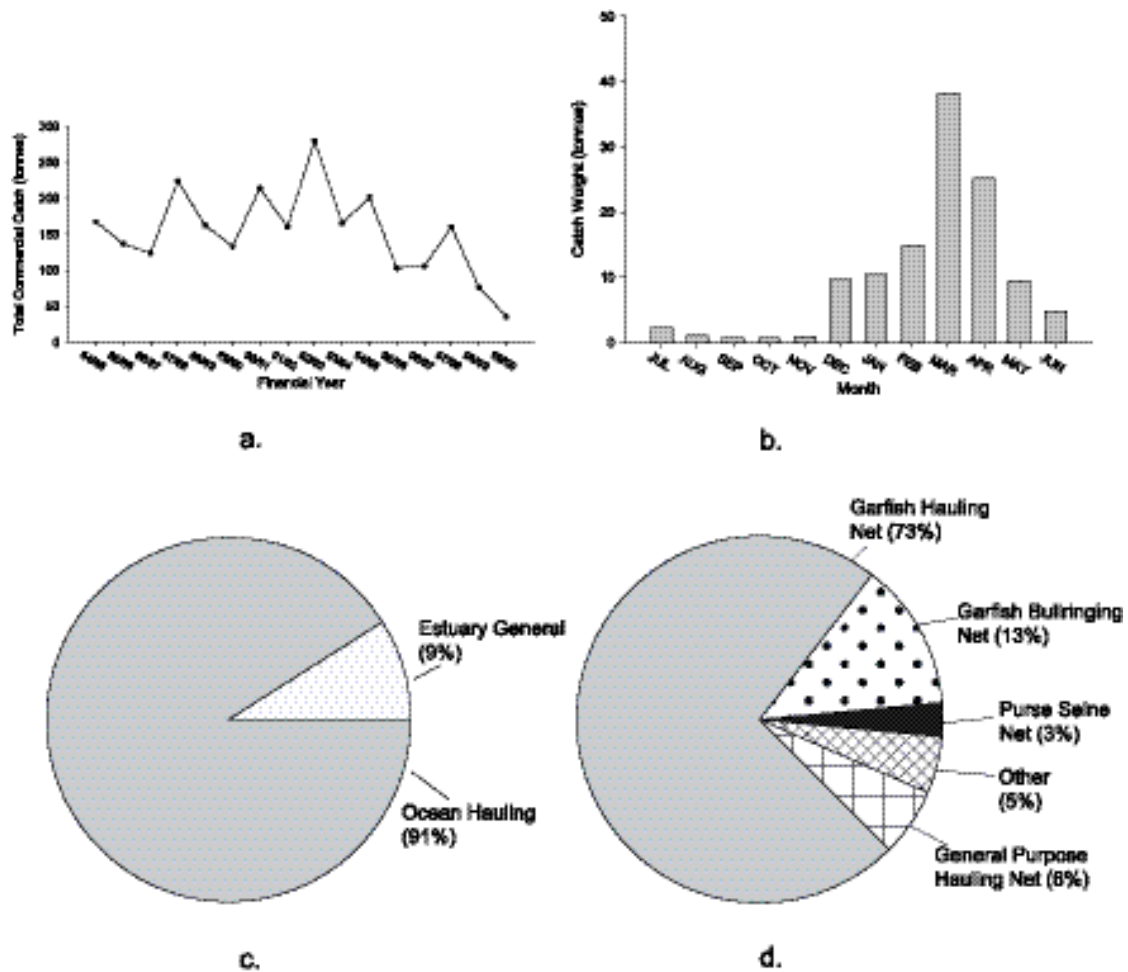 Total Commercial Catch (tonnes)
300
250
200
150
100
50
0
Financial Year
a.
Catch Weight (tonnes)
50
40
30
20
10
0
JUL
AUG
SEP
OCT
NOV
DEC
JAN
FEB
MAR
APR
MAY
JUN
Month
b.
Estuary General
(9%)
Ocean Hauling
(91%)
c.
Garfish Hauling
Net (73%)
Garfish Bullringing
Net (13%)
Purse Seine
Net (3%)
Other
(5%)
General Purpose
Hauling Net (6%)
d.